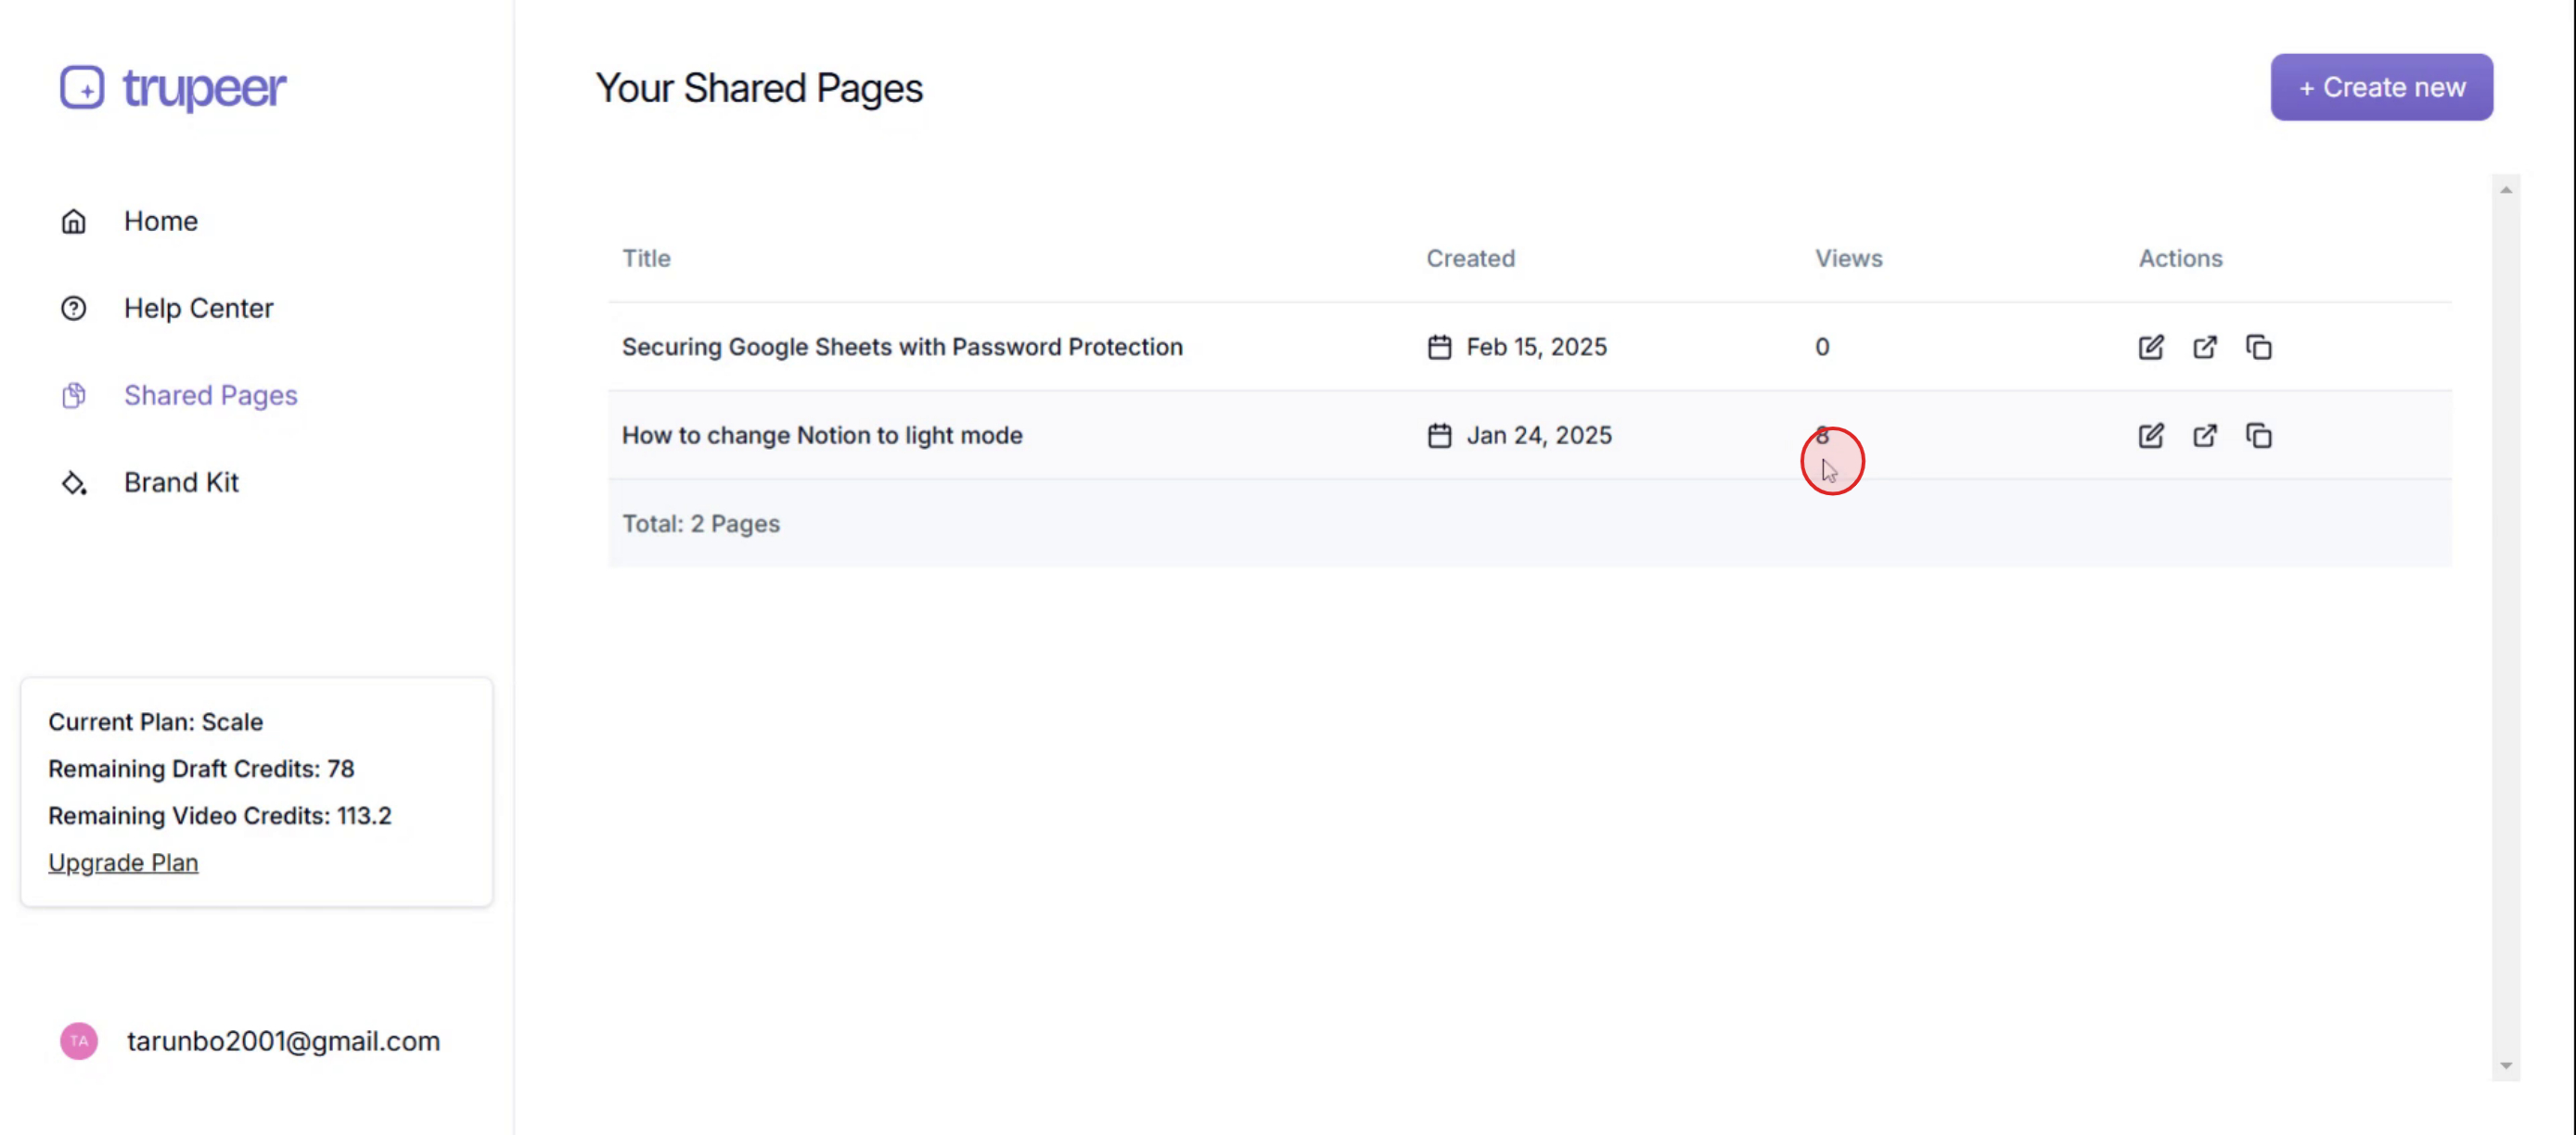 trupeer
Home
Help Center
Shared Pages
Brand Kit
Current Plan: Scale
Remaining Draft Credits: 78
Remaining Video Credits: 113.2
Upgrade Plan
TA tarunbo2001@gmail.com
Your Shared Pages
+ Create new
Title Created Views Actions
Securing Google Sheets with Password Protection Feb 15, 2025 0
How to change Notion to light mode Jan 24, 2025 8
Total: 2 Pages